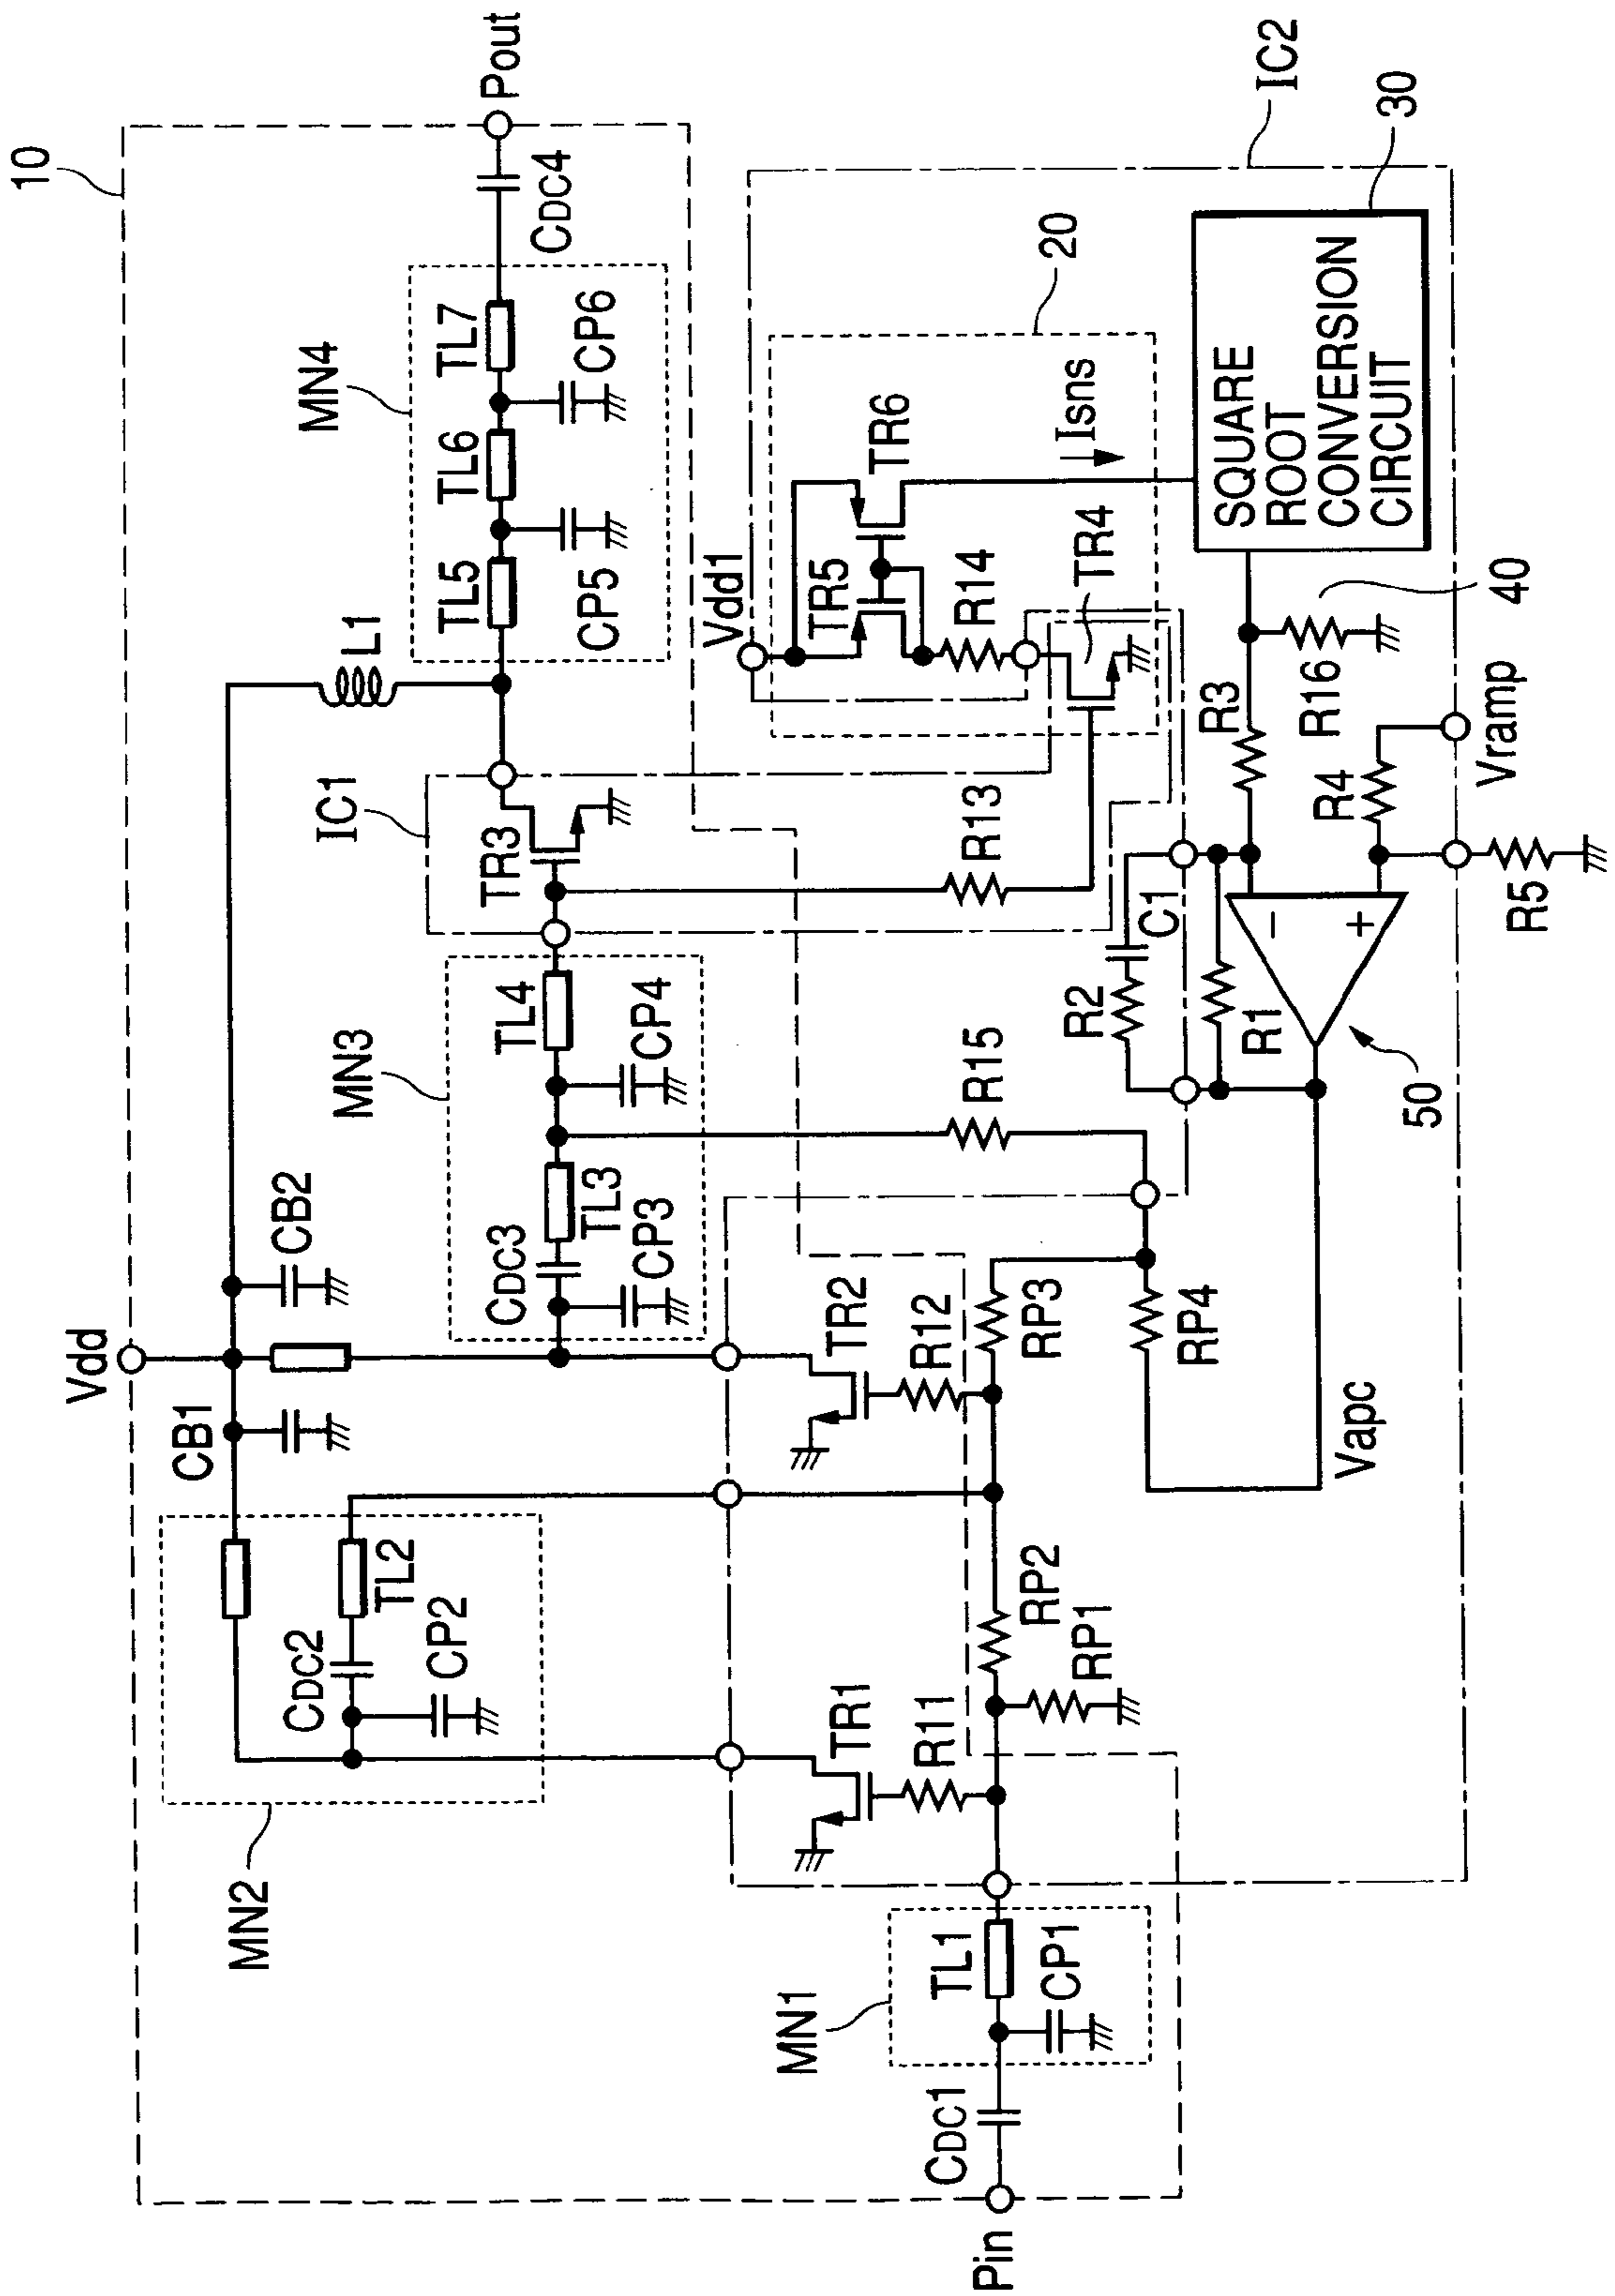 10
Pin
CDC1
MN1
TL1
CP1
MN2
CDC2
TL2
CP2
TR1
R11
RP1
RP2
CB1
Vdd
CB2
TR2
R12
RP3
RP4
Vapc
MN3
CDC3
TL3
CP3
TL4
CP4
R15
IC1
TR3
R13
L1
MN4
TL5
CP5
TL6
TL7
CP6
CDC4
Pout
Vdd1
20
TR5
TR6
R14
TR4
Isns
IC2
30
SQUARE
ROOT
CONVERSION
CIRCUIT
40
R16
R3
R4
Vramp
R5
C1
R2
R1
−
+
50